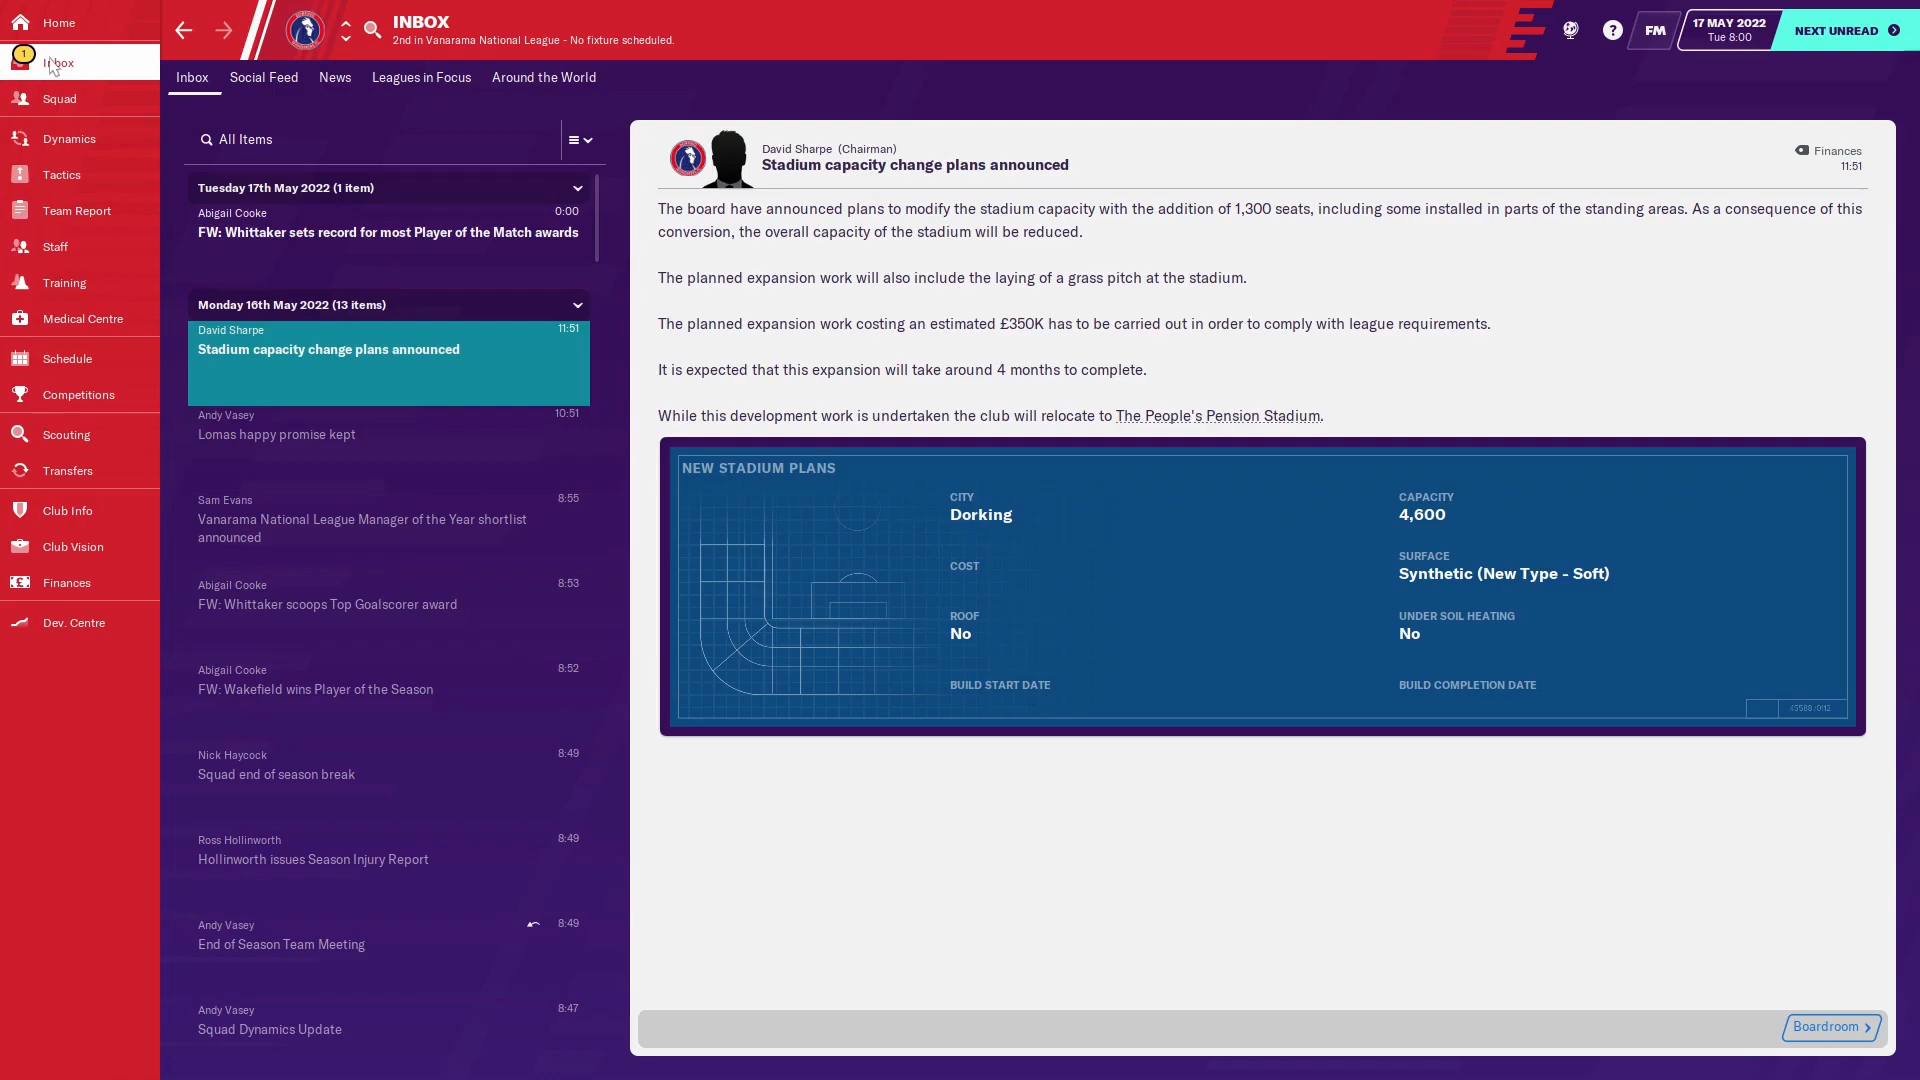 Home
1
Inbox
Squad
Dynamics
Tactics
Team Report
Staff
Training
Medical Centre
Schedule
Competitions
Scouting
Transfers
Club Info
Club Vision
Finances
Dev. Centre
INBOX
2nd in Vanarama National League - No fixture scheduled.
FM
17 MAY 2022
Tue 8:00
NEXT UNREAD
Inbox Social Feed News Leagues in Focus Around the World
All Items
Tuesday 17th May 2022 (1 item)
Abigail Cooke 0:00
FW: Whittaker sets record for most Player of the Match awards
Monday 16th May 2022 (13 items)
David Sharpe 11:51
Stadium capacity change plans announced
Andy Vasey 10:51
Lomas happy promise kept
Sam Evans 8:55
Vanarama National League Manager of the Year shortlist
announced
Abigail Cooke 8:53
FW: Whittaker scoops Top Goalscorer award
Abigail Cooke 8:52
FW: Wakefield wins Player of the Season
Nick Haycock 8:49
Squad end of season break
Ross Hollinworth 8:49
Hollinworth issues Season Injury Report
Andy Vasey 8:49
End of Season Team Meeting
Andy Vasey 8:47
Squad Dynamics Update
David Sharpe (Chairman)
Stadium capacity change plans announced
Finances
11:51
The board have announced plans to modify the stadium capacity with the addition of 1,300 seats, including some installed in parts of the standing areas. As a consequence of this
conversion, the overall capacity of the stadium will be reduced.
The planned expansion work will also include the laying of a grass pitch at the stadium.
The planned expansion work costing an estimated £350K has to be carried out in order to comply with league requirements.
It is expected that this expansion will take around 4 months to complete.
While this development work is undertaken the club will relocate to The People's Pension Stadium.
NEW STADIUM PLANS
CITY
Dorking
CAPACITY
4,600
COST
SURFACE
Synthetic (New Type - Soft)
ROOF
No
UNDER SOIL HEATING
No
BUILD START DATE
BUILD COMPLETION DATE
Boardroom